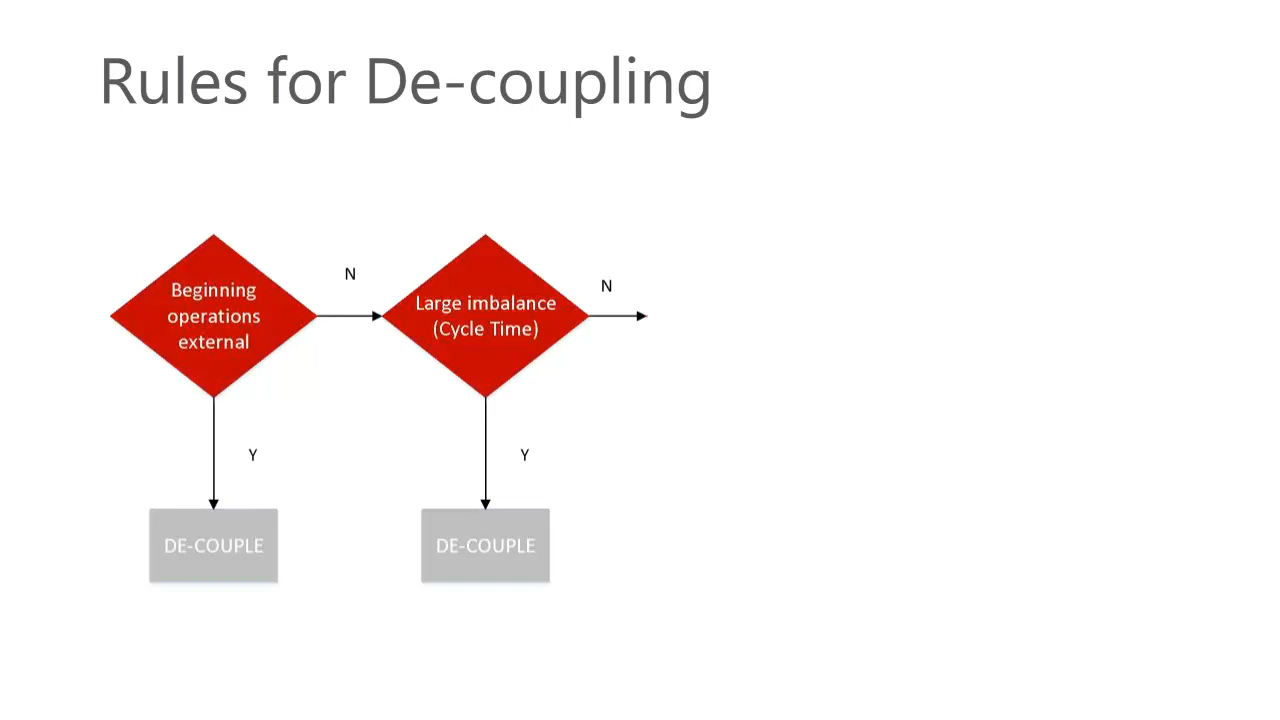 Rules for De-coupling
Beginning
operations
external
N
Large imbalance
(Cycle Time)
N
Y
Y
DE-COUPLE
DE-COUPLE